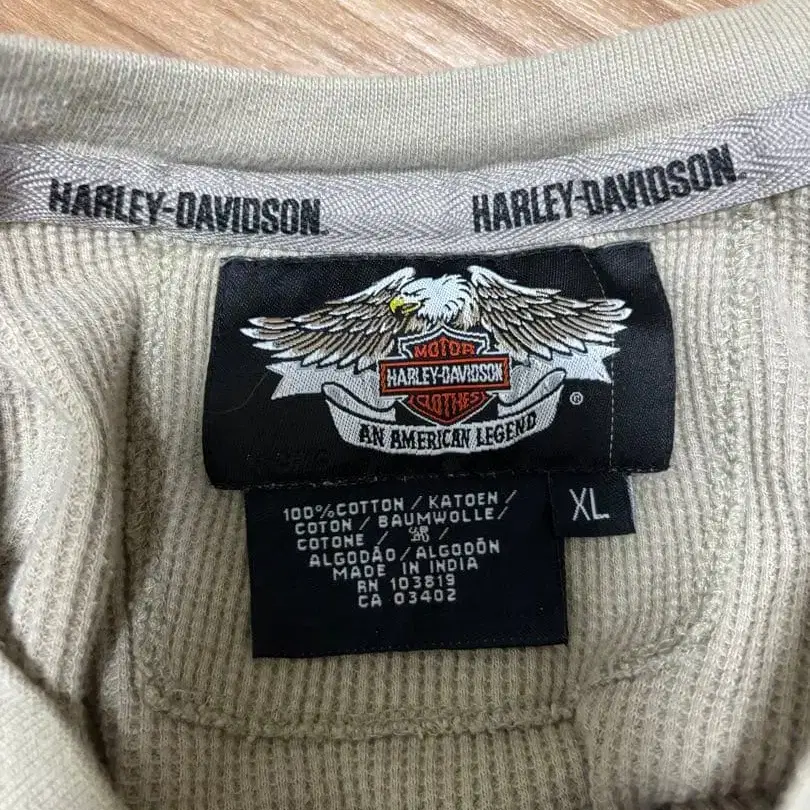 HARLEY-DAVIDSON.
HARLEY-DAVIDSON.
MOTOR
HARLEY-DAVIDSON
CLOTHES
®
AN AMERICAN LEGEND
XL
100%COTTON / KATOEN /
COTON / BAUMWOLLE /
COTONE / 綿 /
ALGODÃO / ALGODÓN
MADE IN INDIA
RN 103819
CA 03402